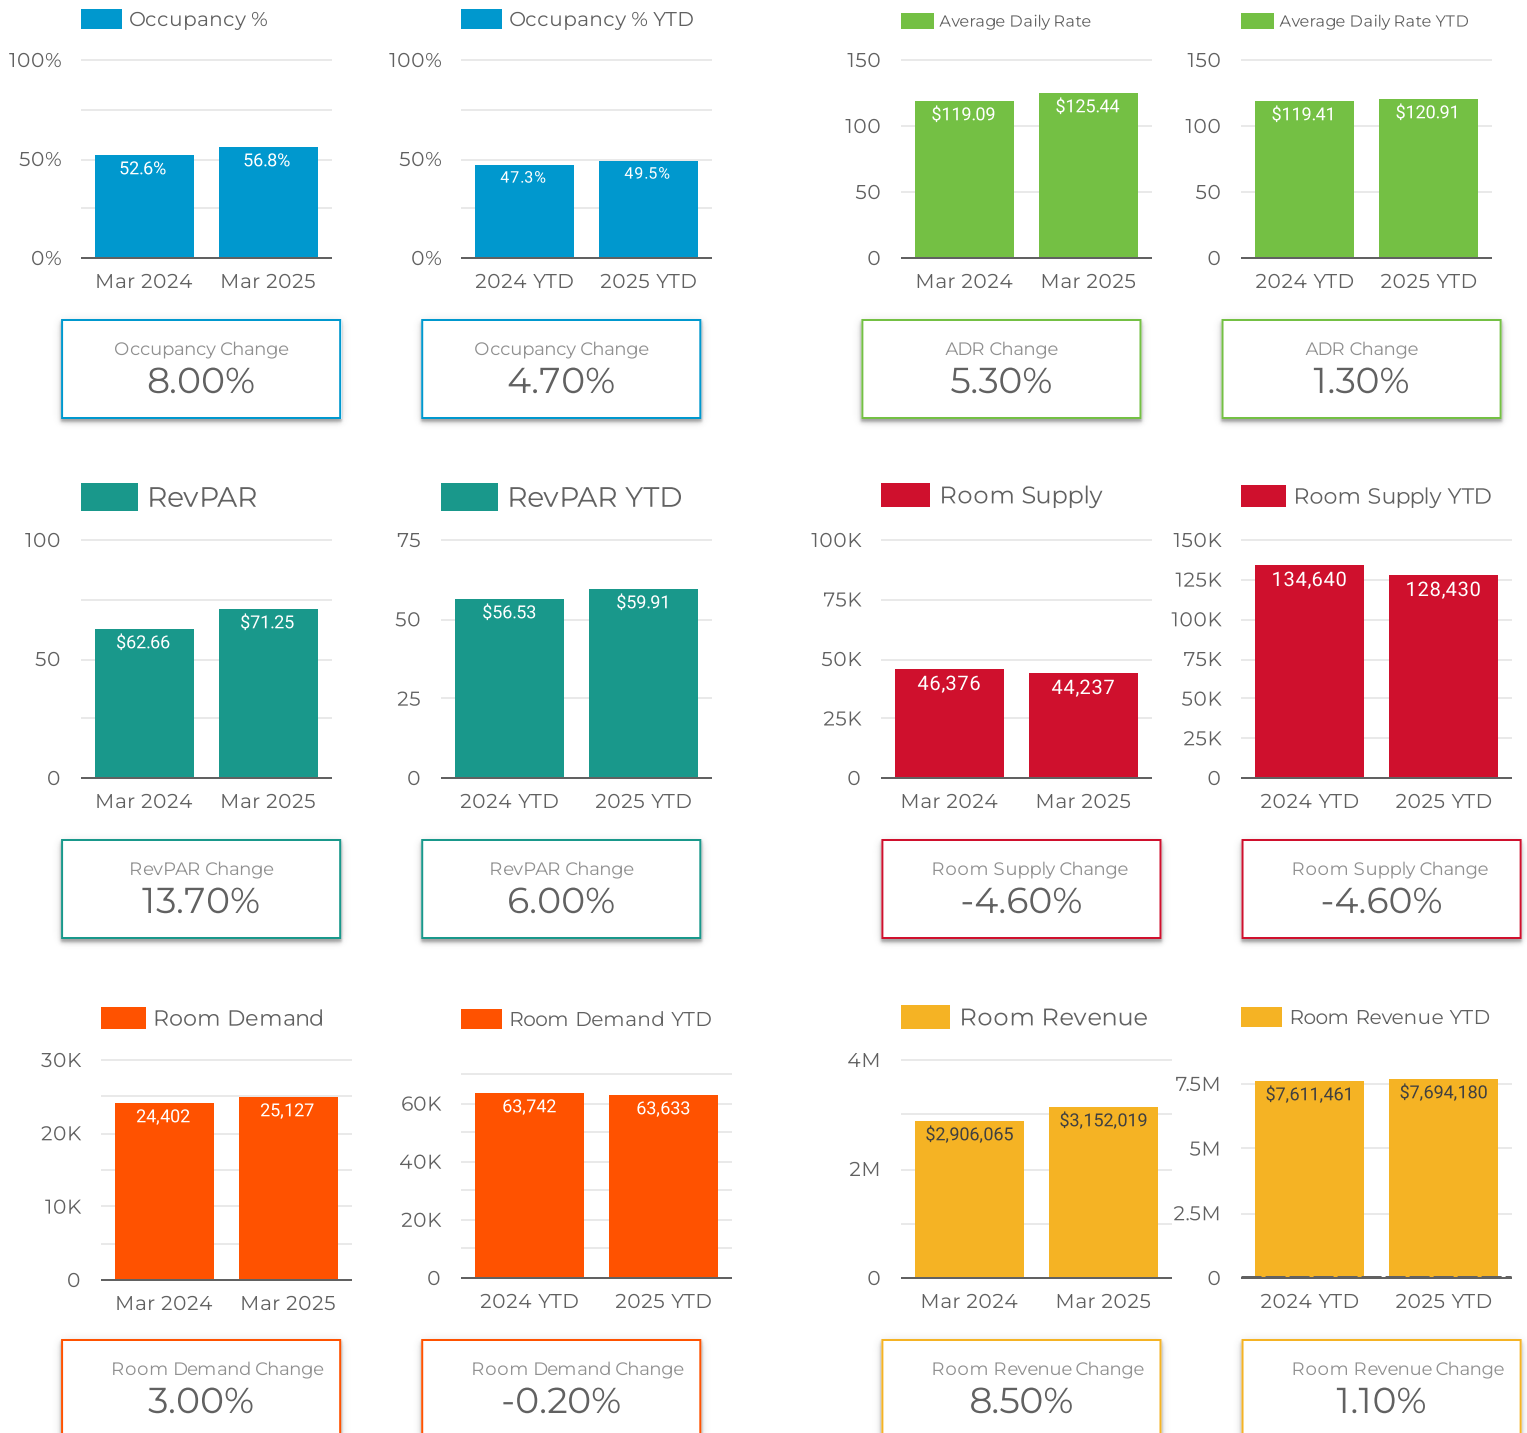 Occupancy %
100%
50%
0%
52.6%
56.8%
Mar 2024
Mar 2025
Occupancy Change
8.00%
Occupancy % YTD
100%
50%
0%
47.3%
49.5%
2024 YTD
2025 YTD
Occupancy Change
4.70%
Average Daily Rate
150
100
50
0
$119.09
$125.44
Mar 2024
Mar 2025
ADR Change
5.30%
Average Daily Rate YTD
150
100
50
0
$119.41
$120.91
2024 YTD
2025 YTD
ADR Change
1.30%
RevPAR
100
50
0
$62.66
$71.25
Mar 2024
Mar 2025
RevPAR Change
13.70%
RevPAR YTD
75
50
25
0
$56.53
$59.91
2024 YTD
2025 YTD
RevPAR Change
6.00%
Room Supply
100K
75K
50K
25K
0
46,376
44,237
Mar 2024
Mar 2025
Room Supply Change
-4.60%
Room Supply YTD
150K
125K
100K
75K
50K
25K
0
134,640
128,430
2024 YTD
2025 YTD
Room Supply Change
-4.60%
Room Demand
30K
20K
10K
0
24,402
25,127
Mar 2024
Mar 2025
Room Demand Change
3.00%
Room Demand YTD
60K
40K
20K
0
63,742
63,633
2024 YTD
2025 YTD
Room Demand Change
-0.20%
Room Revenue
4M
2M
0
$2,906,065
$3,152,019
Mar 2024
Mar 2025
Room Revenue Change
8.50%
Room Revenue YTD
7.5M
5M
2.5M
0
$7,611,461
$7,694,180
2024 YTD
2025 YTD
Room Revenue Change
1.10%